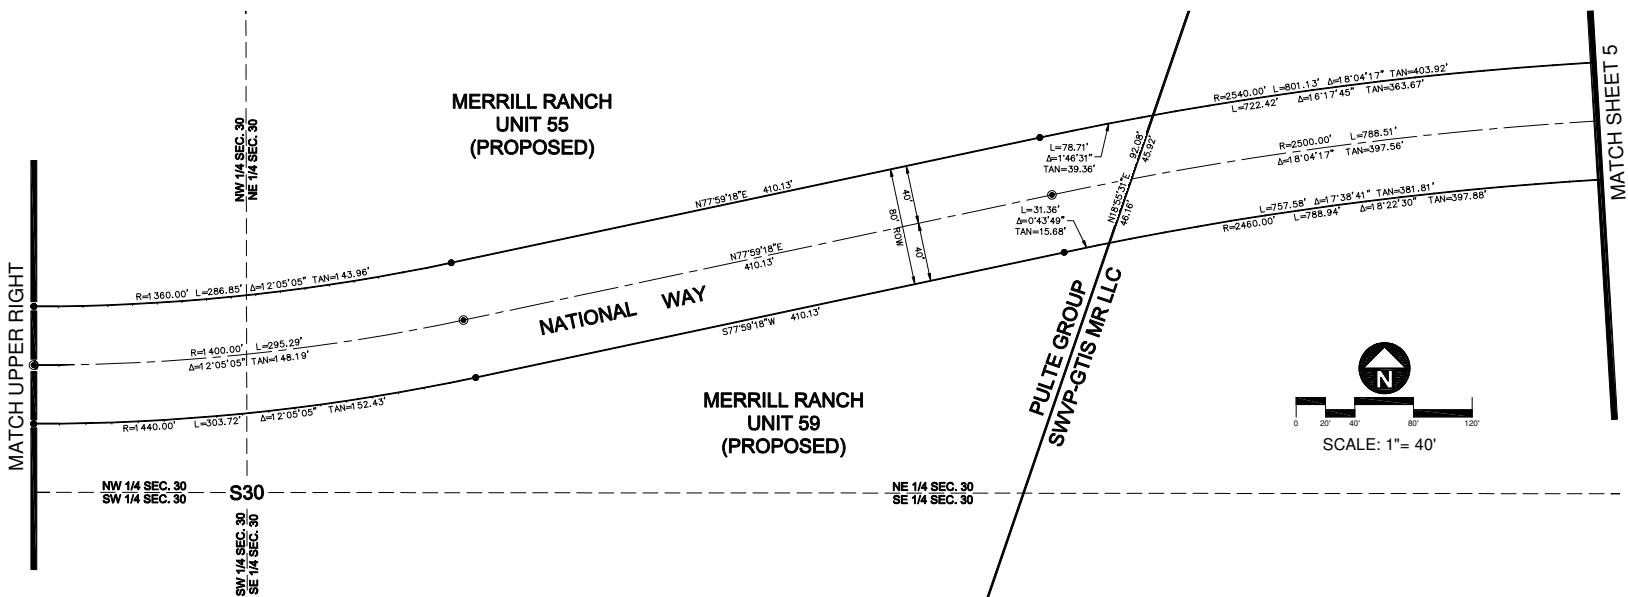 MERRILL RANCH
UNIT 55
(PROPOSED)
NW 1/4 SEC. 30
NE 1/4 SEC. 30
MATCH UPPER RIGHT
MATCH SHEET 5
R=2540.00' L=801.13' Δ=18°04'17" TAN=403.92'
L=722.42' Δ=16°17'45" TAN=363.67'
R=2500.00' L=788.51'
Δ=18°04'17" TAN=397.56'
L=757.58' Δ=17°38'41" TAN=381.81'
R=2460.00' L=788.94' Δ=18°22'30" TAN=397.88'
L=78.71'
Δ=1°46'31"
TAN=39.36'
N18°55'31"E 92.08'
45.92'
46.16'
L=31.36'
Δ=0°43'49"
TAN=15.68'
N77°59'18"E 410.13'
40'
80' ROW
40'
N77°59'18"E
410.13'
R=1360.00' L=286.85' Δ=12°05'05" TAN=143.96'
NATIONAL WAY
S77°59'18"W 410.13'
R=1400.00' L=295.29'
Δ=12°05'05" TAN=148.19'
R=1440.00' L=303.72' Δ=12°05'05" TAN=152.43'
MERRILL RANCH
UNIT 59
(PROPOSED)
PULTE GROUP
SWVP-GTIS MR LLC
N
0 20' 40' 80' 120'
SCALE: 1"= 40'
NW 1/4 SEC. 30
SW 1/4 SEC. 30
S30
NE 1/4 SEC. 30
SE 1/4 SEC. 30
SW 1/4 SEC. 30
SE 1/4 SEC. 30